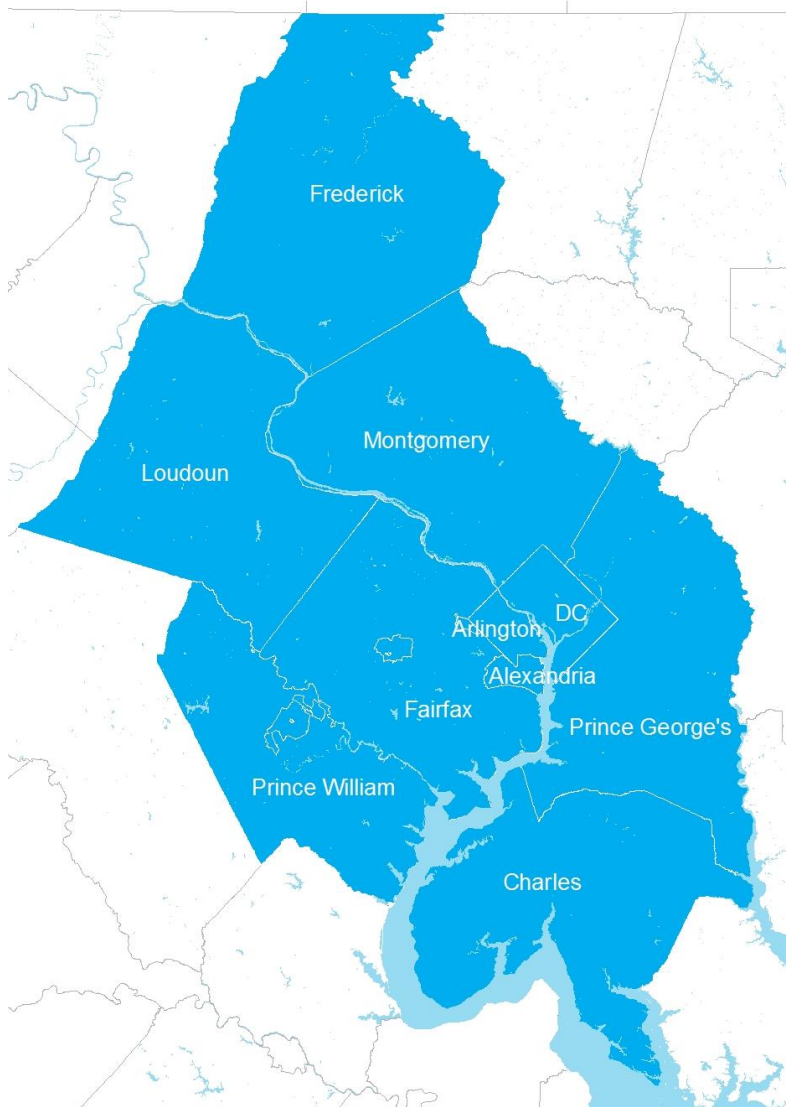 Frederick
Montgomery
Loudoun
DC
Arlington
Alexandria
Fairfax
Prince George's
Prince William
Charles